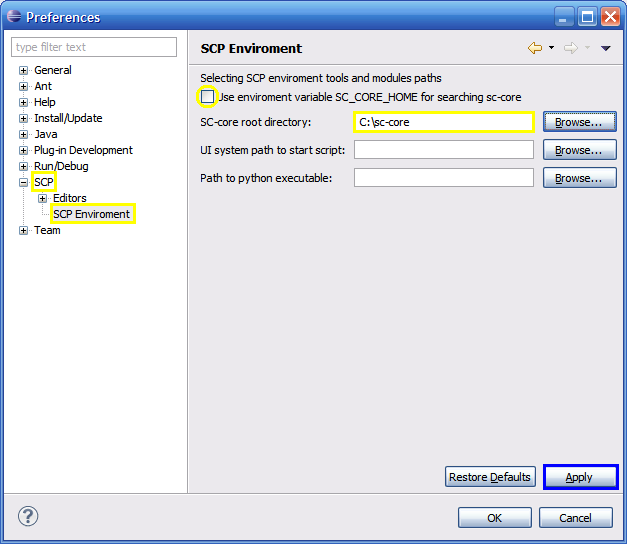 Preferences
type filter text
SCP Enviroment
General
Ant
Help
Install/Update
Java
Plug-in Development
Run/Debug
SCP
Editors
SCP Enviroment
Team
Selecting SCP enviroment tools and modules paths
Use enviroment variable SC_CORE_HOME for searching sc-core
SC-core root directory: C:\sc-core Browse...
UI system path to start script: Browse...
Path to python executable: Browse...
Restore Defaults Apply
? OK Cancel